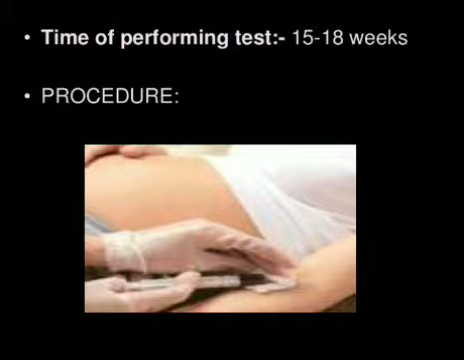 • Time of performing test:- 15-18 weeks
• PROCEDURE: